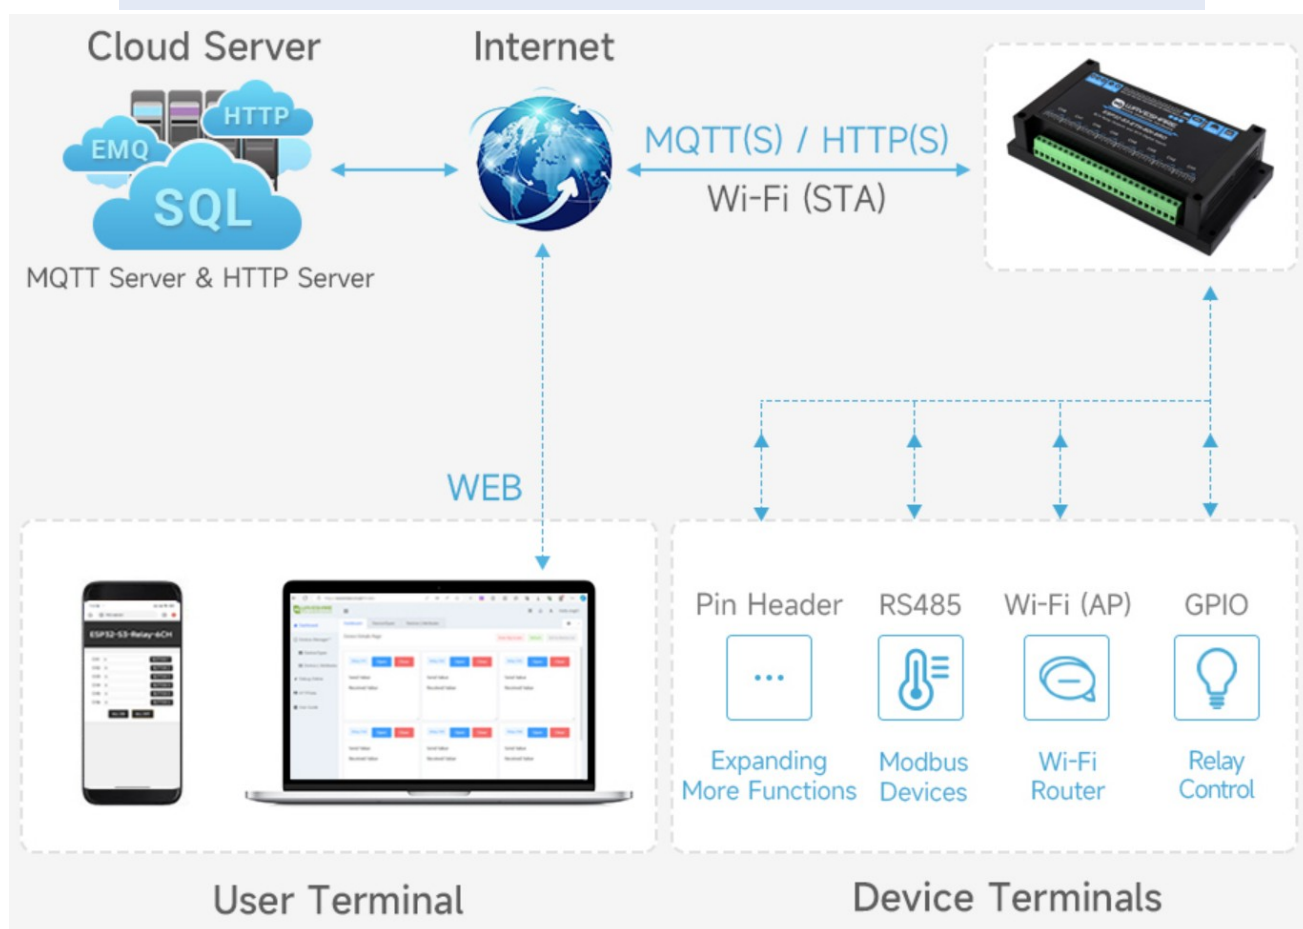 Cloud Server
Internet
HTTP
EMQ
SQL
MQTT Server & HTTP Server
MQTT(S) / HTTP(S)
Wi-Fi (STA)
WAVESHARE
WEB
ESP32-S3-Relay-6CH
Pin Header
RS485
Wi-Fi (AP)
GPIO
...
Expanding
More Functions
Modbus
Devices
Wi-Fi
Router
Relay
Control
User Terminal
Device Terminals